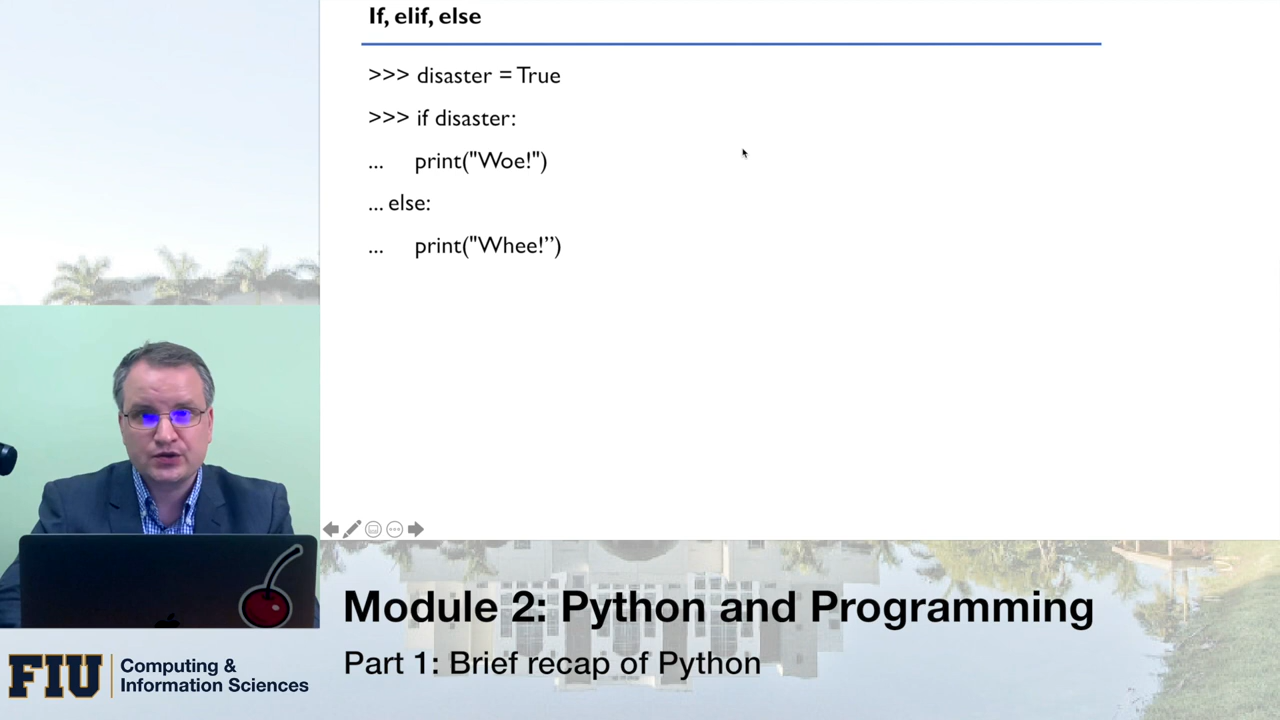 If, elif, else
>>> disaster = True
>>> if disaster:
... print("Woe!")
... else:
... print("Whee!”)
Module 2: Python and Programming
Part 1: Brief recap of Python
FIU
Computing &
Information Sciences